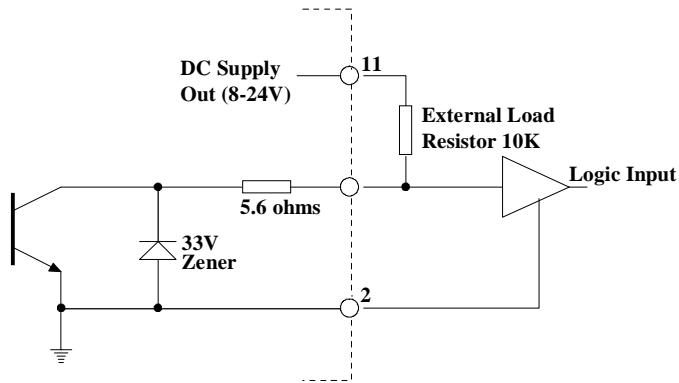 DC Supply
Out (8-24V)
11
External Load
Resistor 10K
Logic Input
5.6 ohms
33V
Zener
2